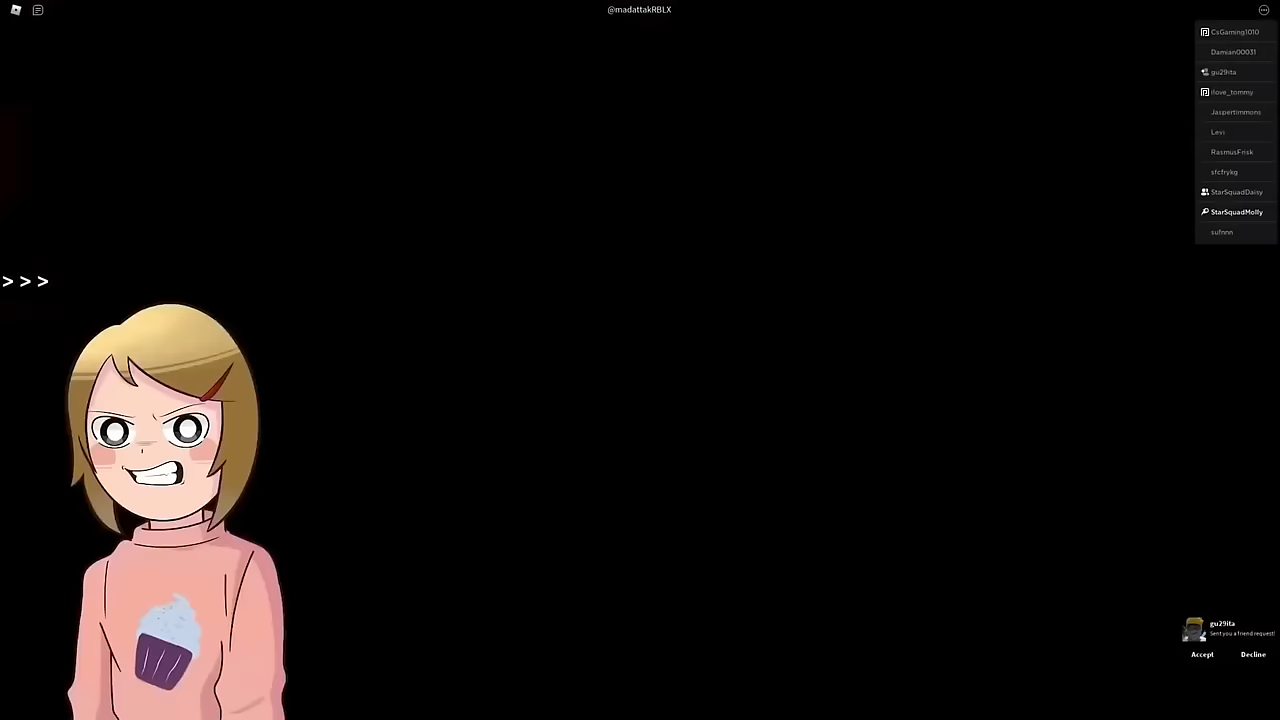 @madattakRBLX
CsGaming1010
Damian00031
gu29ita
ilove_tommy
Jaspertimmons
Levi
RasmusFrisk
sfcfrykg
StarSquadDaisy
StarSquadMolly
sufnnn
>>>
gu29ita
Sent you a friend request!
Accept Decline